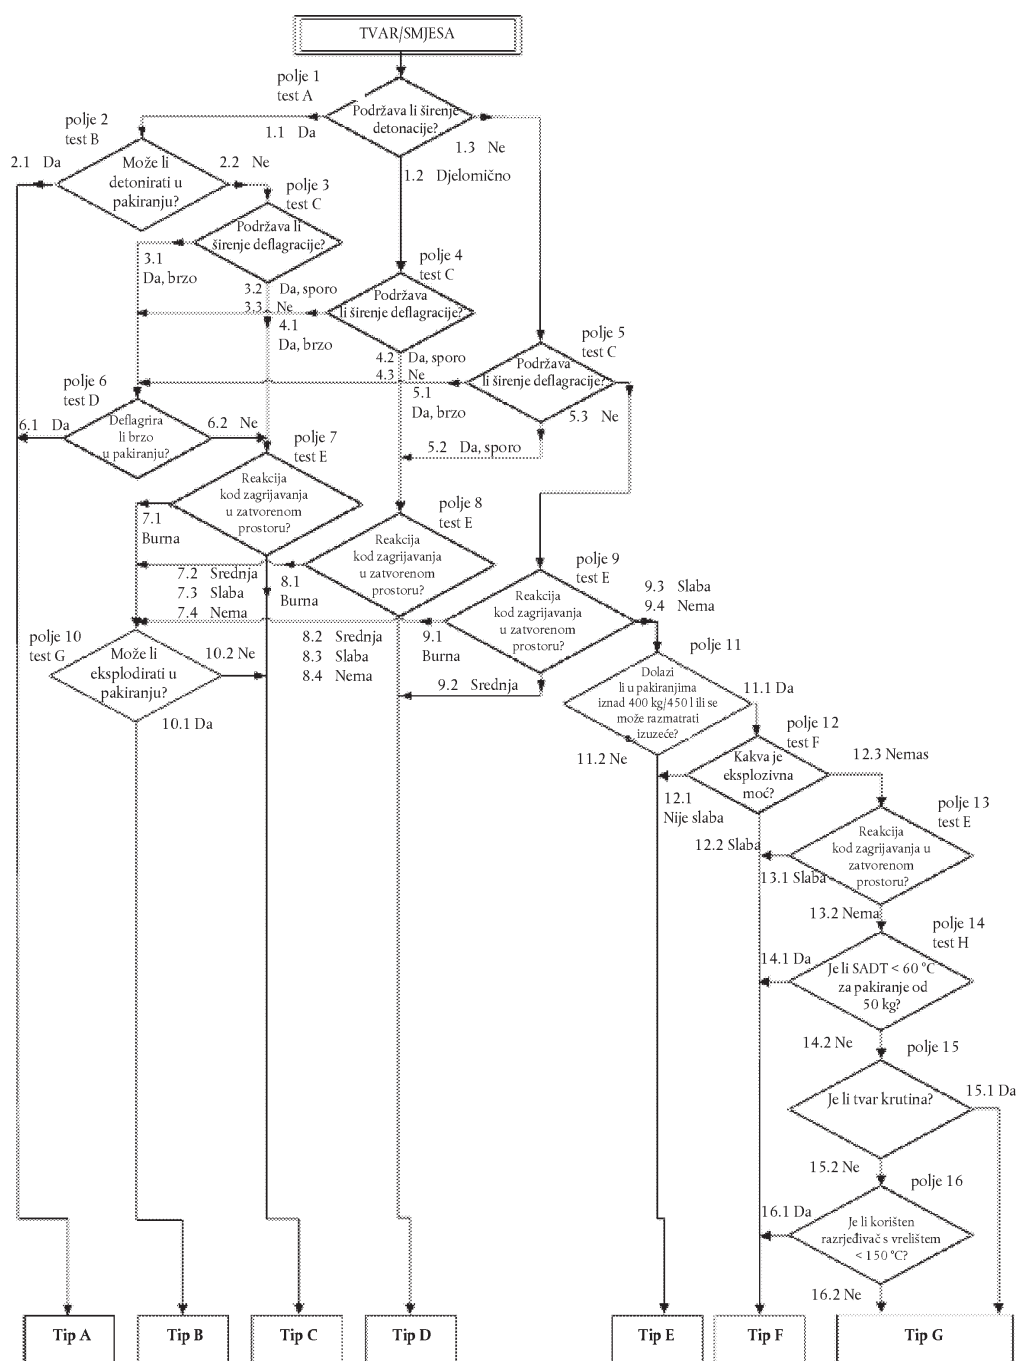 TVAR/SMJESA
polje 1
test A
Podržava li širenje
detonacije?
1.1 Da
1.3 Ne
1.2 Djelomično
polje 2
test B
2.1 Da
Može li
detonirati u
pakiranju?
2.2 Ne
polje 3
test C
Podržava li
širenje deflagracije?
3.1
Da, brzo
3.2 Da, sporo
3.3 Ne
polje 4
test C
Podržava
li širenje deflagracije?
4.1
Da, brzo
4.2 Da, sporo
4.3 Ne
polje 5
test C
Podržava
li širenje deflagracije?
5.1
Da, brzo
5.3 Ne
5.2 Da, sporo
polje 6
test D
6.1 Da
Deflagrira
li brzo
u pakiranju?
6.2 Ne
polje 7
test E
Reakcija
kod zagrijavanja
u zatvorenom
prostoru?
7.1
Burna
7.2 Srednja
7.3 Slaba
7.4 Nema
polje 8
test E
Reakcija
kod zagrijavanja
u zatvorenom
prostoru?
8.1
Burna
8.2 Srednja
8.3 Slaba
8.4 Nema
polje 9
test E
Reakcija
kod zagrijavanja
u zatvorenom
prostoru?
9.1
Burna
9.2 Srednja
9.3 Slaba
9.4 Nema
polje 10
test G
Može li
eksplodirati u
pakiranju?
10.2 Ne
10.1 Da
polje 11
Dolazi
li u pakiranjima
iznad 400 kg/450 l ili se
može razmatrati
izuzeće?
11.1 Da
11.2 Ne
polje 12
test F
Kakva je
eksplozivna
moć?
12.3 Nemas
12.1
Nije slaba
12.2 Slaba
polje 13
test E
Reakcija
kod zagrijavanja u
zatvorenom
prostoru?
13.1 Slaba
13.2 Nema
polje 14
test H
14.1 Da
Je li SADT < 60 °C
za pakiranje od
50 kg?
14.2 Ne
polje 15
Je li tvar krutina?
15.1 Da
15.2 Ne
polje 16
16.1 Da
Je li korišten
razrjeđivač s vrelištem
< 150 °C?
16.2 Ne
Tip A
Tip B
Tip C
Tip D
Tip E
Tip F
Tip G